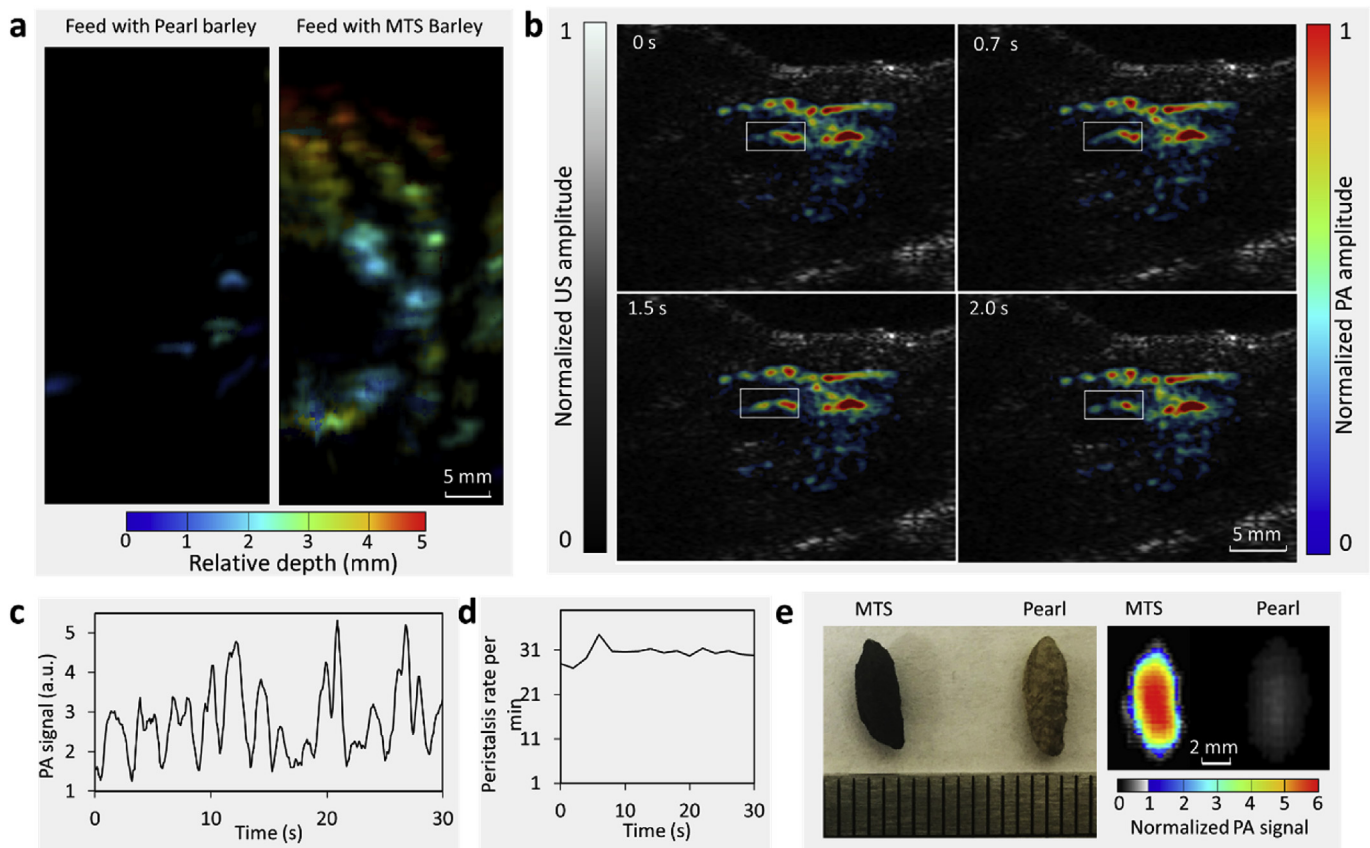 a
Feed with Pearl barley
Feed with MTS Barley
5 mm
0 1 2 3 4 5
Relative depth (mm)
b
1
Normalized US amplitude
0
0 s
0.7 s
1.5 s
2.0 s
5 mm
1
Normalized PA amplitude
0
c
PA signal (a.u.)
5
4
3
2
1
0 10 20 30
Time (s)
d
Peristalsis rate per
min
31
21
11
1
0 10 20 30
Time (s)
e
MTS Pearl
MTS Pearl
2 mm
0 1 2 3 4 5 6
Normalized PA signal